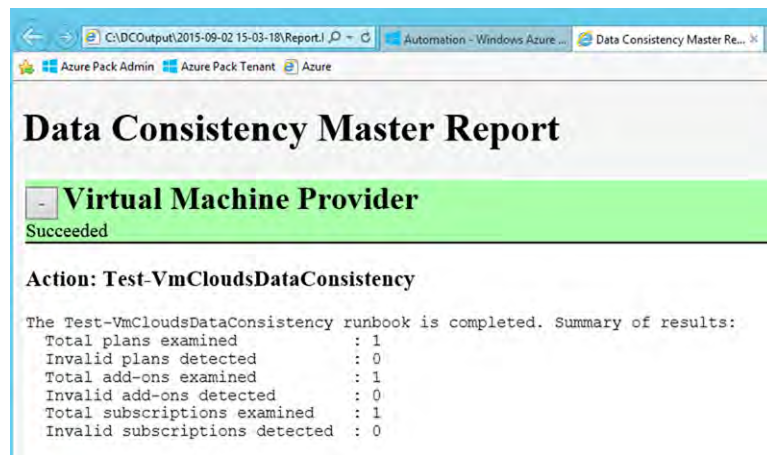 C:\DCOutput\2015-09-02 15-03-18\Report.l
Automation - Windows Azure ...
Data Consistency Master Re...
Azure Pack Admin Azure Pack Tenant Azure
Data Consistency Master Report
- Virtual Machine Provider
Succeeded
Action: Test-VmCloudsDataConsistency
The Test-VmCloudsDataConsistency runbook is completed. Summary of results:
Total plans examined : 1
Invalid plans detected : 0
Total add-ons examined : 1
Invalid add-ons detected : 0
Total subscriptions examined : 1
Invalid subscriptions detected : 0